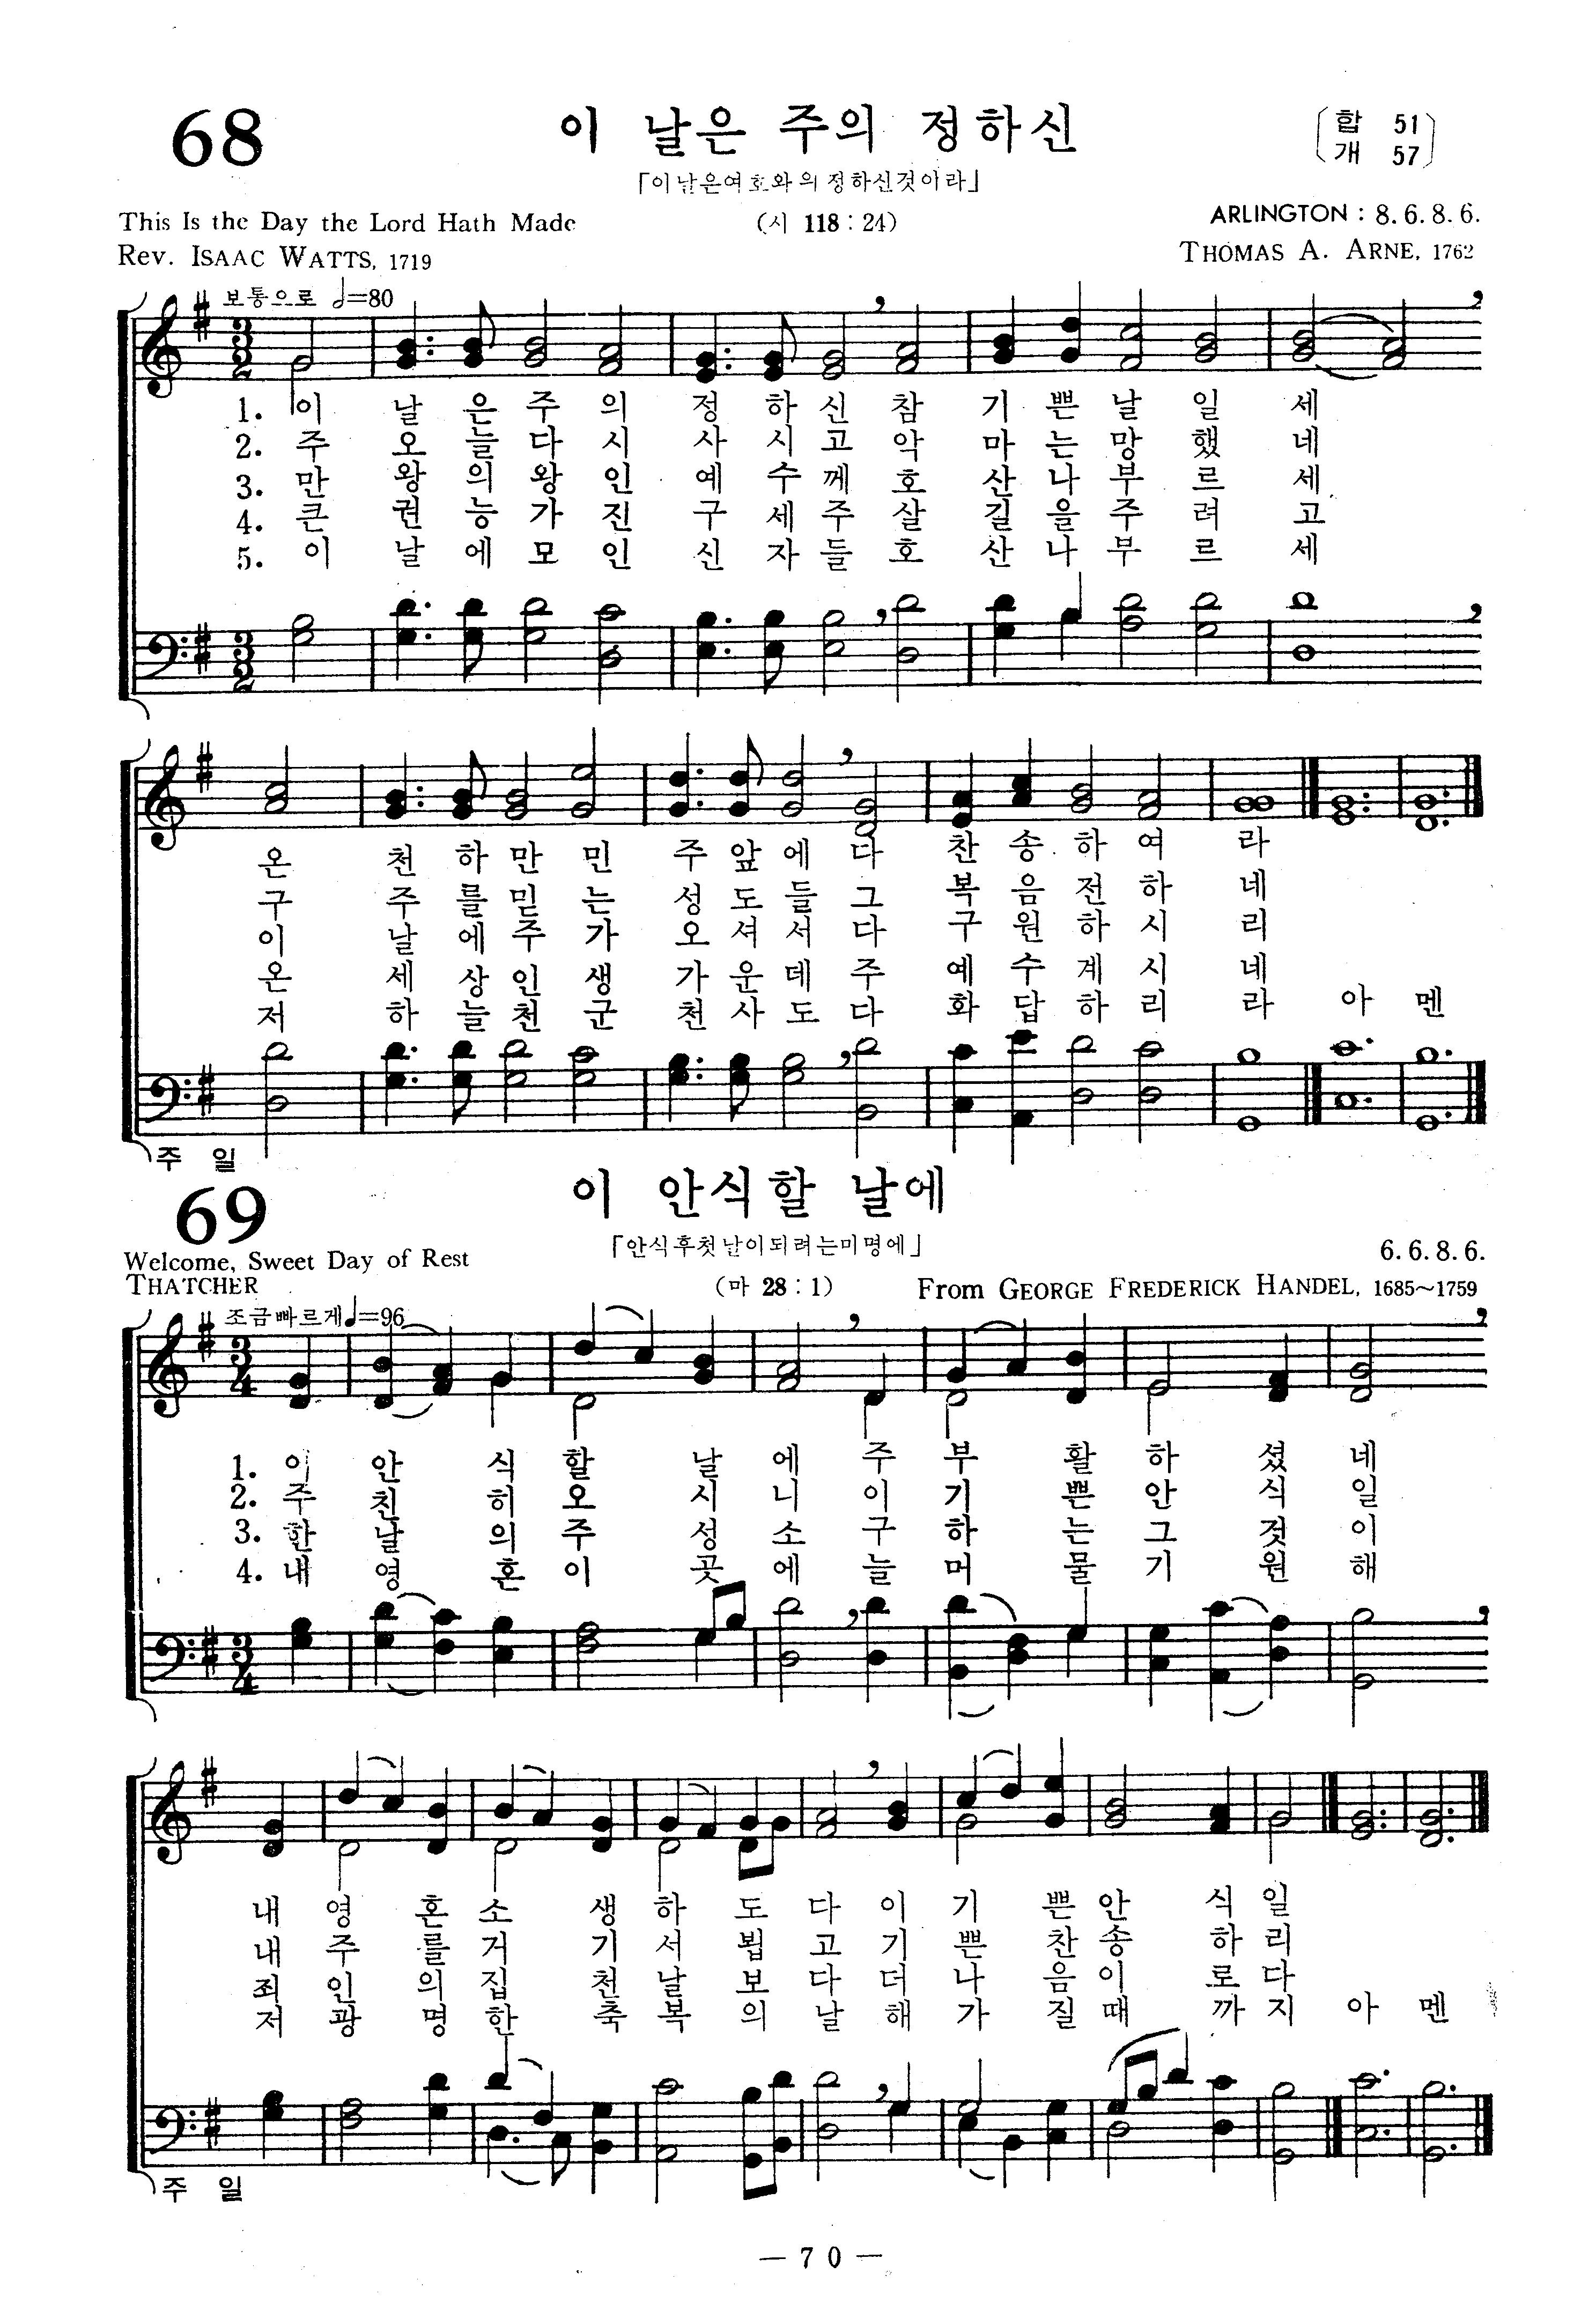 68
이 날은 주의 정하신
〔합 51
개 57〕
「이날은여호와의정하신것이라」
This Is the Day the Lord Hath Made
(시 118 : 24)
ARLINGTON : 8. 6. 8. 6.
Rev. ISAAC WATTS, 1719
THOMAS A. ARNE, 1762
보통으로 𝅗𝅥=80
1. 이 날 은 주 의 정 하 신 참 기 쁜 날 일 세
2. 주 오 늘 다 시 사 시 고 악 마 는 망 했 네
3. 만 왕 의 왕 인 예 수 께 호 산 나 부 르 세
4. 큰 권 능 가 진 구 세 주 살 길 을 주 려 고
5. 이 날 에 모 인 신 자 들 호 산 나 부 르 세
온 천 하 만 민 주 앞 에 다 찬 송 하 여 라
구 주 를 믿 는 성 도 들 그 복 음 전 하 네
이 날 에 주 가 오 셔 서 다 구 원 하 시 리
온 세 상 인 생 가 운 데 주 예 수 계 시 네
저 하 늘 천 군 천 사 도 다 화 답 하 리 라 아 멘
주 일
69
이 안식할 날에
「안식후첫날이되려는미명에」
Welcome, Sweet Day of Rest
6. 6. 8. 6.
THATCHER
(마 28 : 1)
From GEORGE FREDERICK HANDEL, 1685~1759
조금빠르게 ♩=96
1. 이 안 식 할 날 에 주 부 활 하 셨 네
2. 주 친 히 오 시 니 이 기 쁜 안 식 일
3. 한 날 의 주 성 소 구 하 는 그 것 이
4. 내 영 혼 이 곳 에 늘 머 물 기 원 해
내 영 혼 소 생 하 도 다 이 기 쁜 안 식 일
내 주 를 거 기 서 뵙 고 기 쁜 찬 송 하 리
죄 인 의 집 천 날 보 다 더 나 음 이 로 다
저 광 명 한 축 복 의 날 해 가 질 때 까 지 아 멘
주 일
— 7 0 —